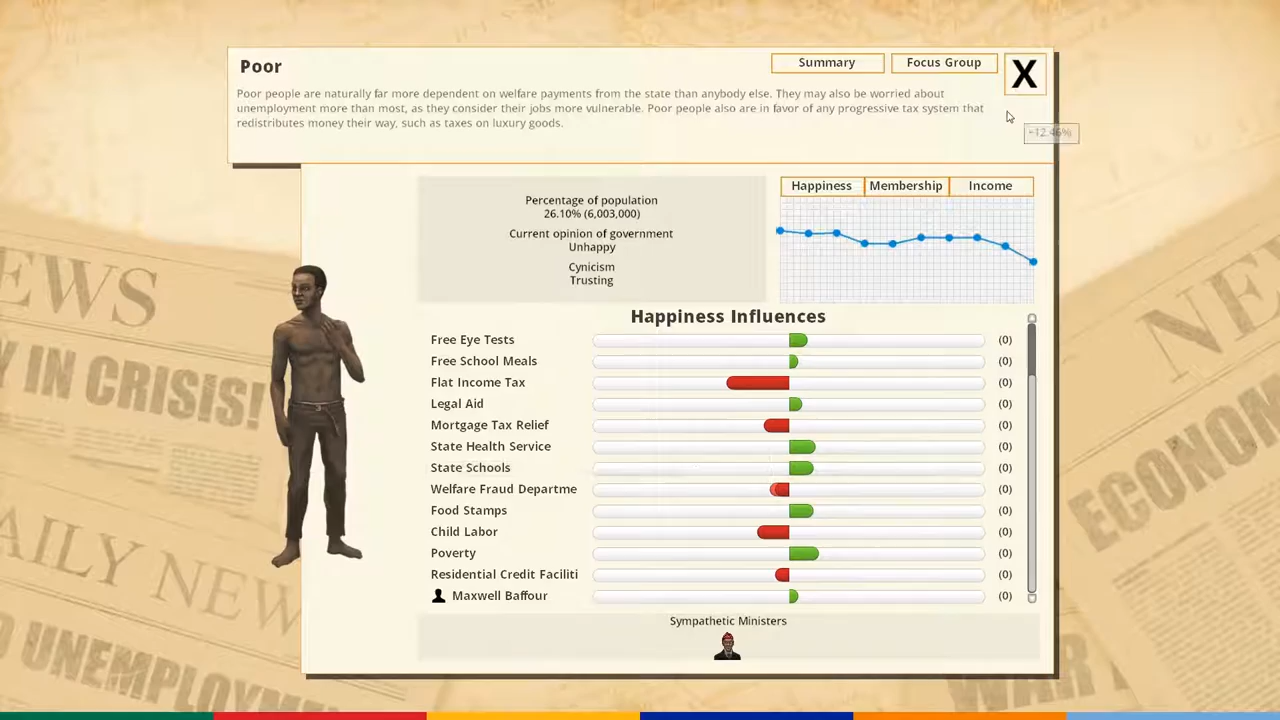 Poor
Summary
Focus Group
X
Poor people are naturally far more dependent on welfare payments from the state than anybody else. They may also be worried about
unemployment more than most, as they consider their jobs more vulnerable. Poor people also are in favor of any progressive tax system that
redistributes money their way, such as taxes on luxury goods.
Percentage of population
26.10% (6,003,000)
Current opinion of government
Unhappy
Cynicism
Trusting
Happiness
Membership
Income
Happiness Influences
Free Eye Tests (0)
Free School Meals (0)
Flat Income Tax (0)
Legal Aid (0)
Mortgage Tax Relief (0)
State Health Service (0)
State Schools (0)
Welfare Fraud Departme (0)
Food Stamps (0)
Child Labor (0)
Poverty (0)
Residential Credit Faciliti (0)
Maxwell Baffour (0)
Sympathetic Ministers
EWS
Y IN CRISIS!
AILY NEW
UNEMPLOYM
NE
ECONOM
WAR